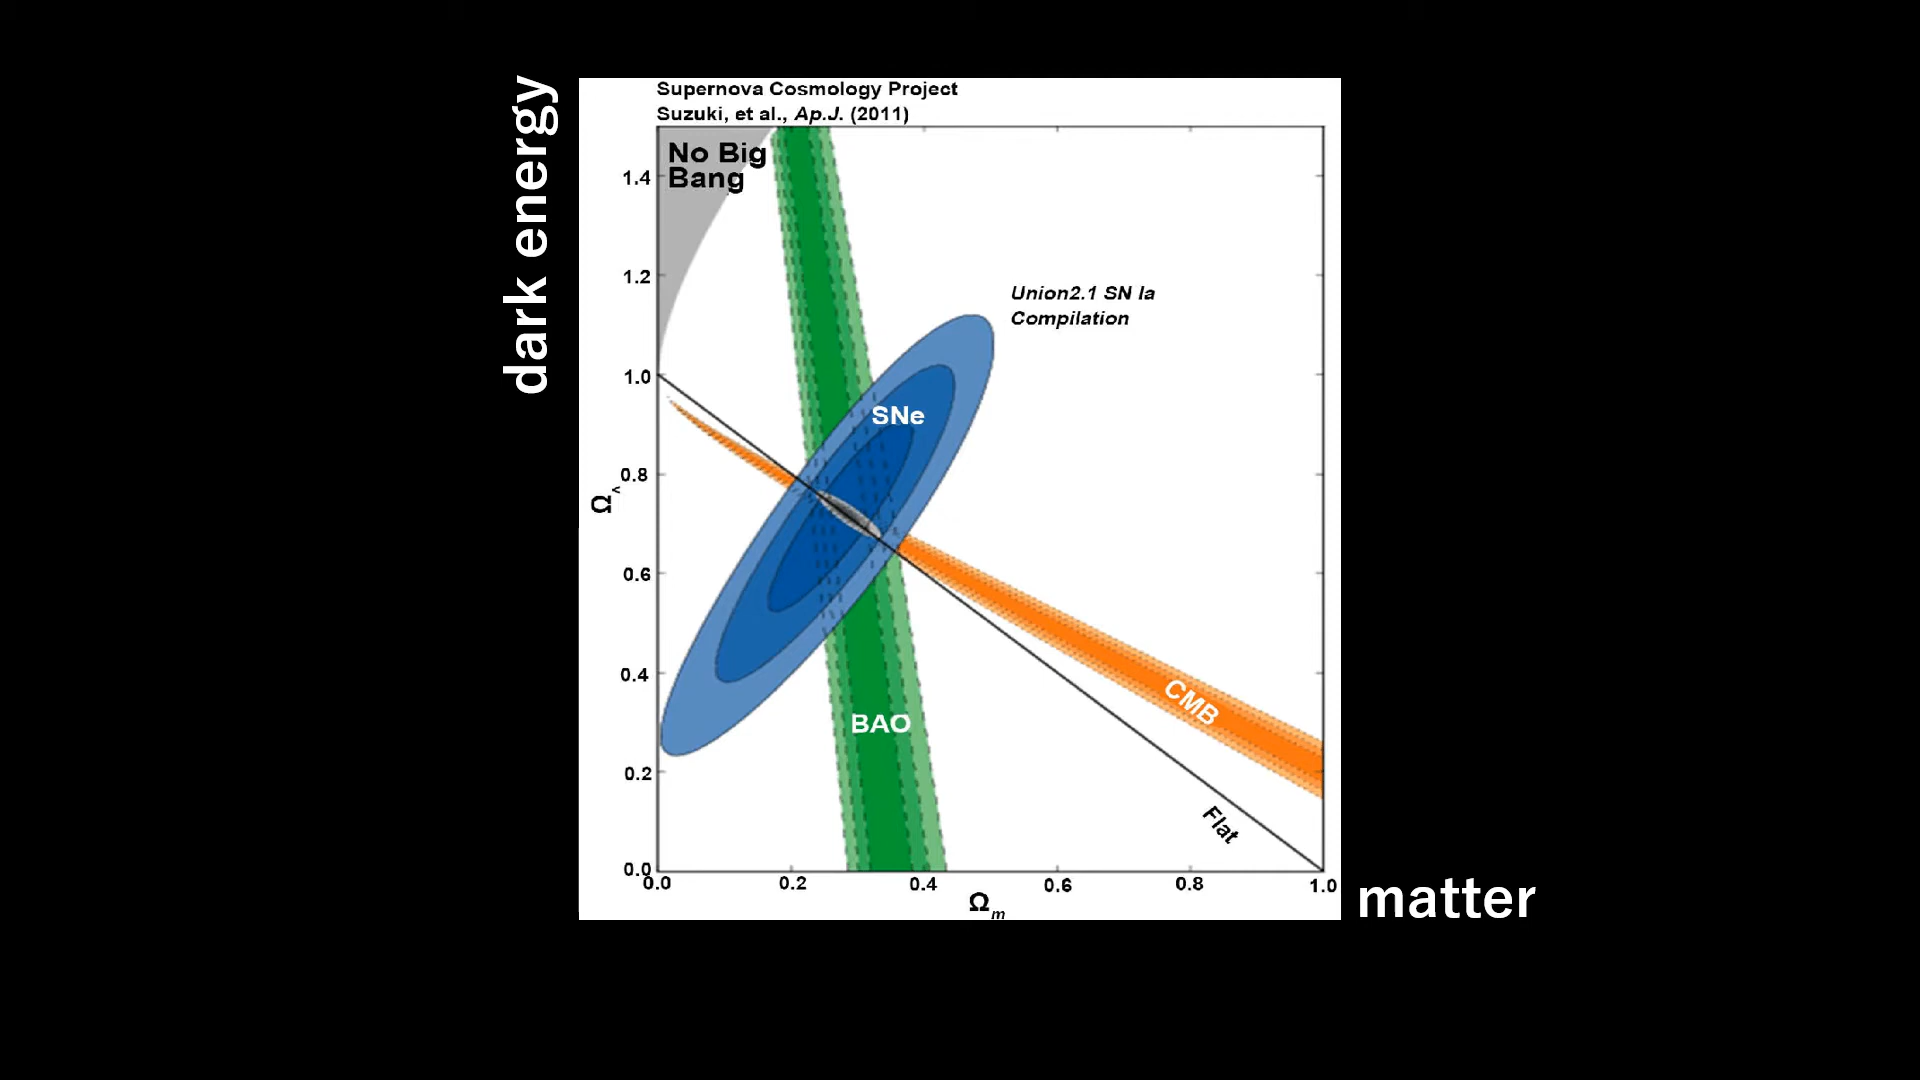 dark energy
Supernova Cosmology Project
Suzuki, et al., Ap.J. (2011)
No Big
Bang
1.4
1.2
1.0
0.8
0.6
0.4
0.2
0.0
Ω^
Union2.1 SN Ia
Compilation
SNe
BAO
CMB
Flat
0.0 0.2 0.4 0.6 0.8 1.0
Ωm
matter